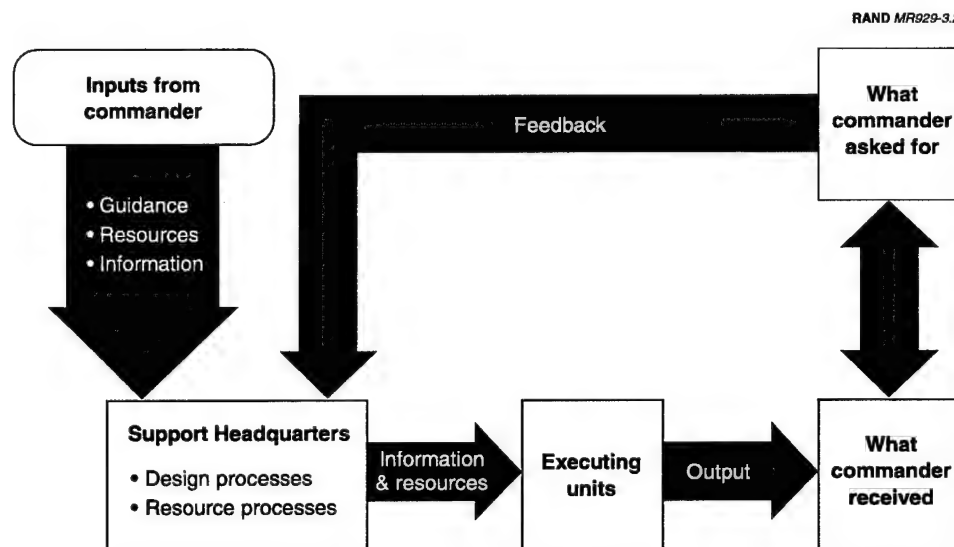 RAND MR929-3.
Inputs from
commander
• Guidance
• Resources
• Information
Feedback
What
commander
asked for
Support Headquarters
• Design processes
• Resource processes
Information
& resources
Executing
units
Output
What
commander
received